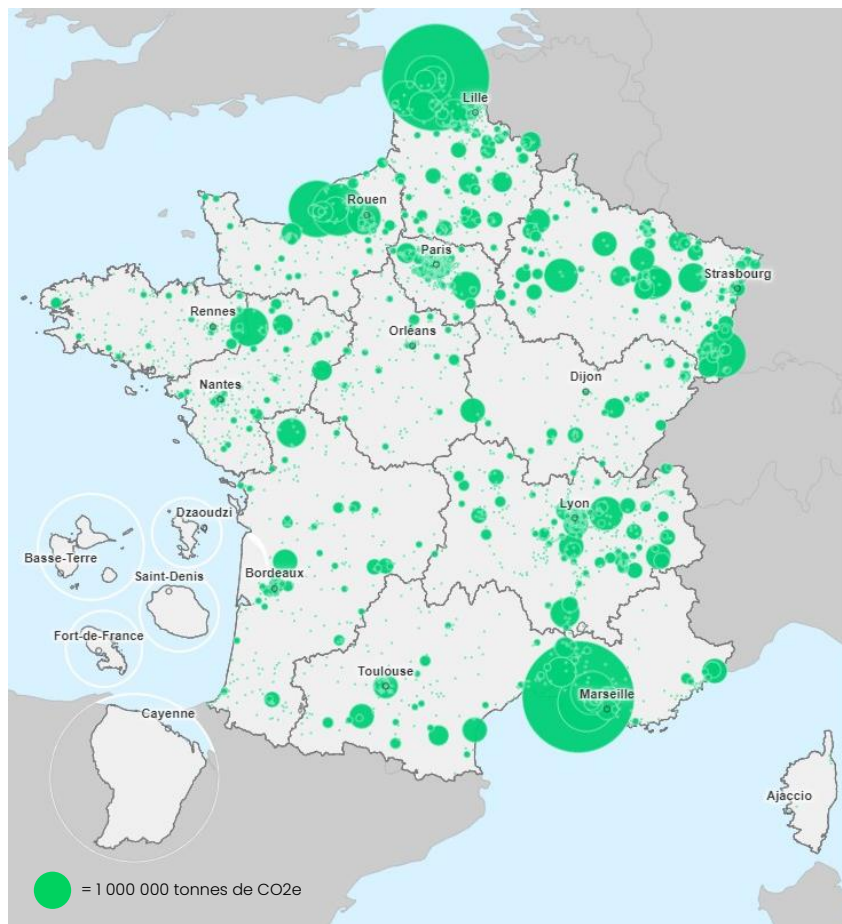 Lille
Rouen
Paris
Strasbourg
Rennes
Orléans
Nantes
Dijon
Dzaoudzi
Lyon
Basse-Terre
Bordeaux
Saint-Denis
Fort-de-France
Toulouse
Marseille
Cayenne
Ajaccio
= 1 000 000 tonnes de CO2e